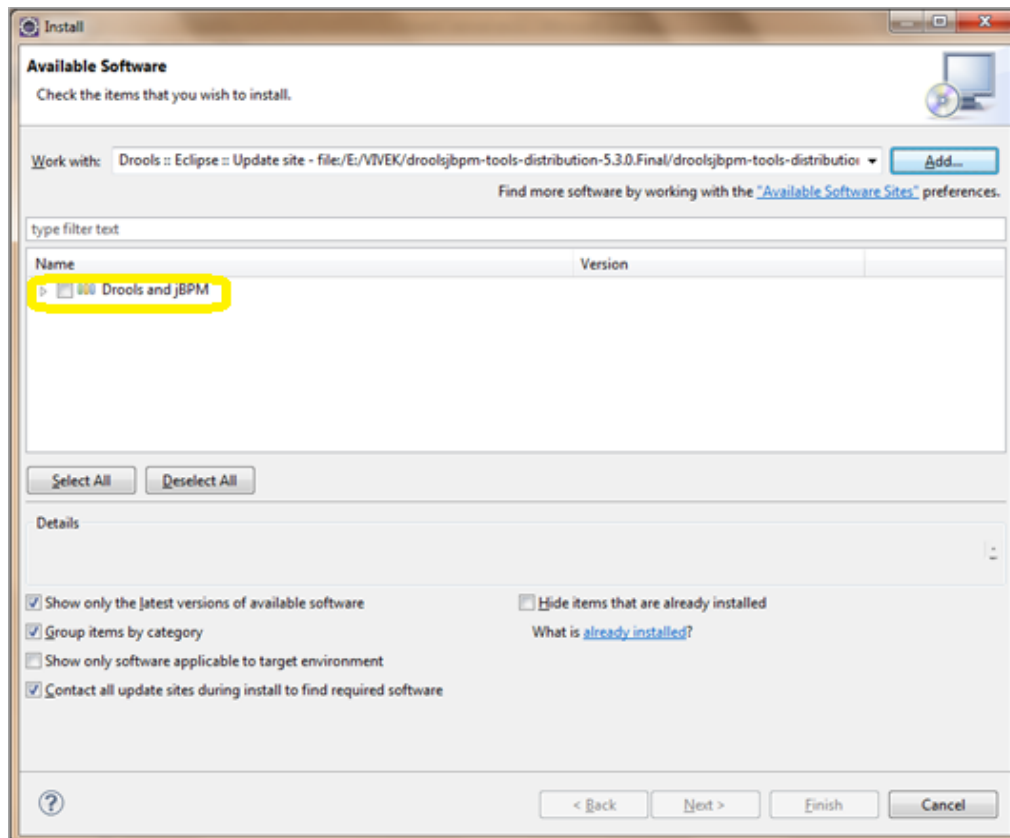 Install
Available Software
Check the items that you wish to install.
Work with: Drools :: Eclipse :: Update site - file:/E:/VIVEK/droolsjbpm-tools-distribution-5.3.0.Final/droolsjbpm-tools-distribution Add...
Find more software by working with the "Available Software Sites" preferences.
type filter text
Name Version
Drools and jBPM
Select All Deselect All
Details
Show only the latest versions of available software Hide items that are already installed
Group items by category What is already installed?
Show only software applicable to target environment
Contact all update sites during install to find required software
? < Back Next > Finish Cancel